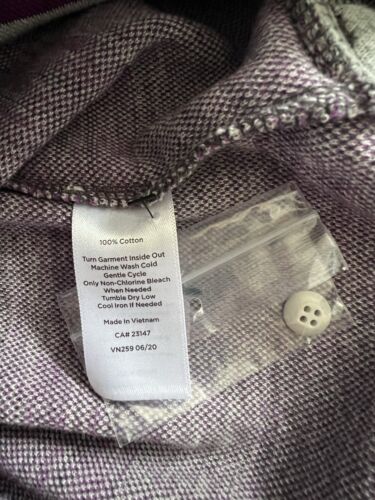 100% Cotton
Turn Garment Inside Out
Machine Wash Cold
Gentle Cycle
Only Non-Chlorine Bleach
When Needed
Tumble Dry Low
Cool Iron If Needed
Made In Vietnam
CA# 23147
VN259 06/20